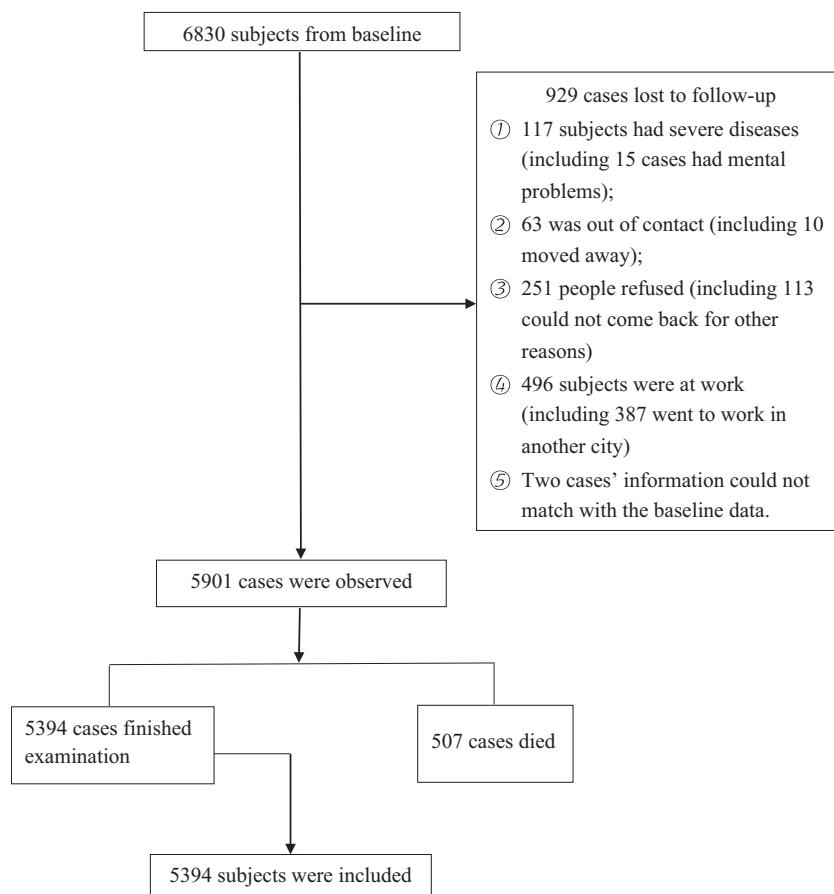 6830 subjects from baseline
929 cases lost to follow-up
① 117 subjects had severe diseases
(including 15 cases had mental
problems);
② 63 was out of contact (including 10
moved away);
③ 251 people refused (including 113
could not come back for other
reasons)
④ 496 subjects were at work
(including 387 went to work in
another city)
⑤ Two cases’ information could not
match with the baseline data.
5901 cases were observed
5394 cases finished
examination
507 cases died
5394 subjects were included